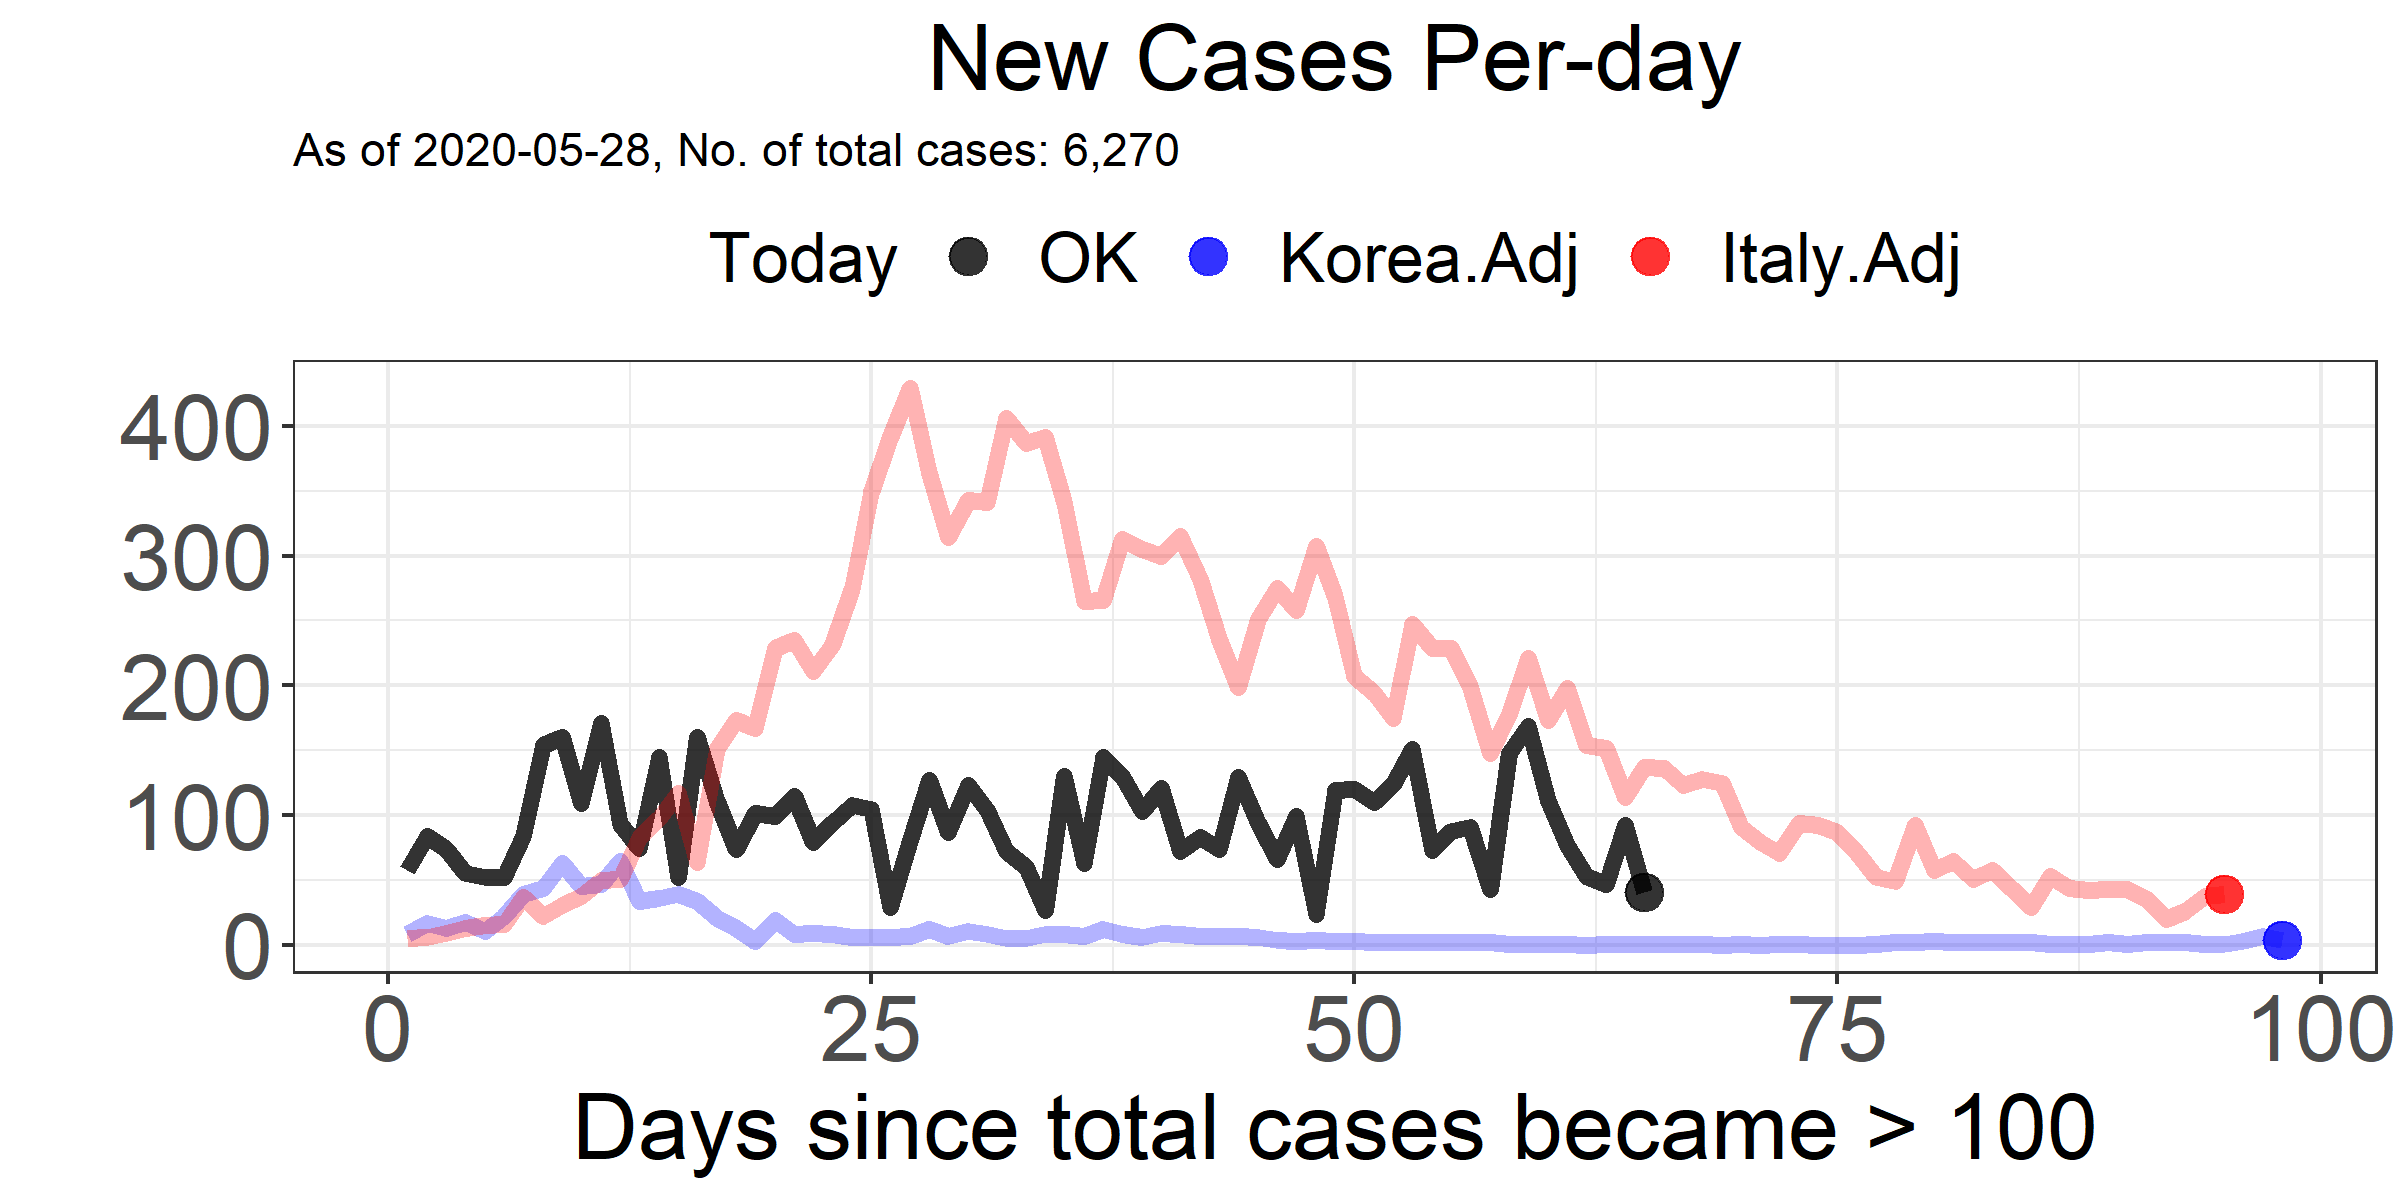 New Cases Per-day
As of 2020-05-28, No. of total cases: 6,270
Today OK Korea.Adj Italy.Adj
400
300
200
100
0
0 25 50 75 100
Days since total cases became > 100